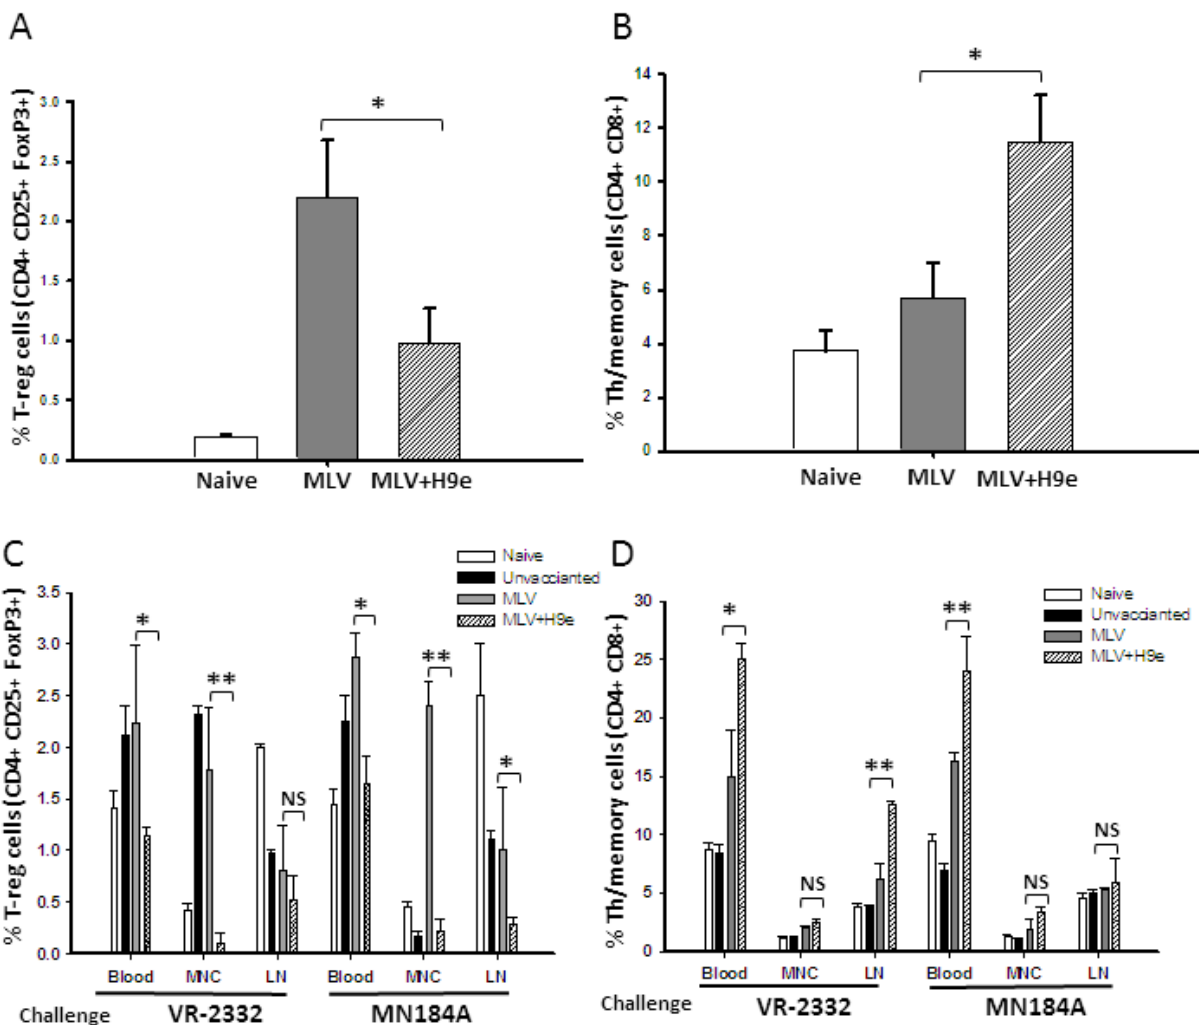 A
% T-reg cells (CD4+ CD25+ FoxP3+)
3.0
2.5
2.0
1.5
1.0
0.5
0.0
*
Naive MLV MLV+H9e
B
% Th/memory cells (CD4+ CD8+)
14
12
10
8
6
4
2
0
*
Naive MLV MLV+H9e
C
% T-reg cells (CD4+ CD25+ FoxP3+)
3.5
3.0
2.5
2.0
1.5
1.0
0.5
0.0
Naive
Unvaccianted
MLV
MLV+H9e
* ** NS * ** *
Blood MNC LN Blood MNC LN
Challenge VR-2332 MN184A
D
% Th/memory cells (CD4+ CD8+)
30
25
20
15
10
5
0
Naive
Unvaccianted
MLV
MLV+H9e
* NS ** ** NS NS
Blood MNC LN Blood MNC LN
Challenge VR-2332 MN184A